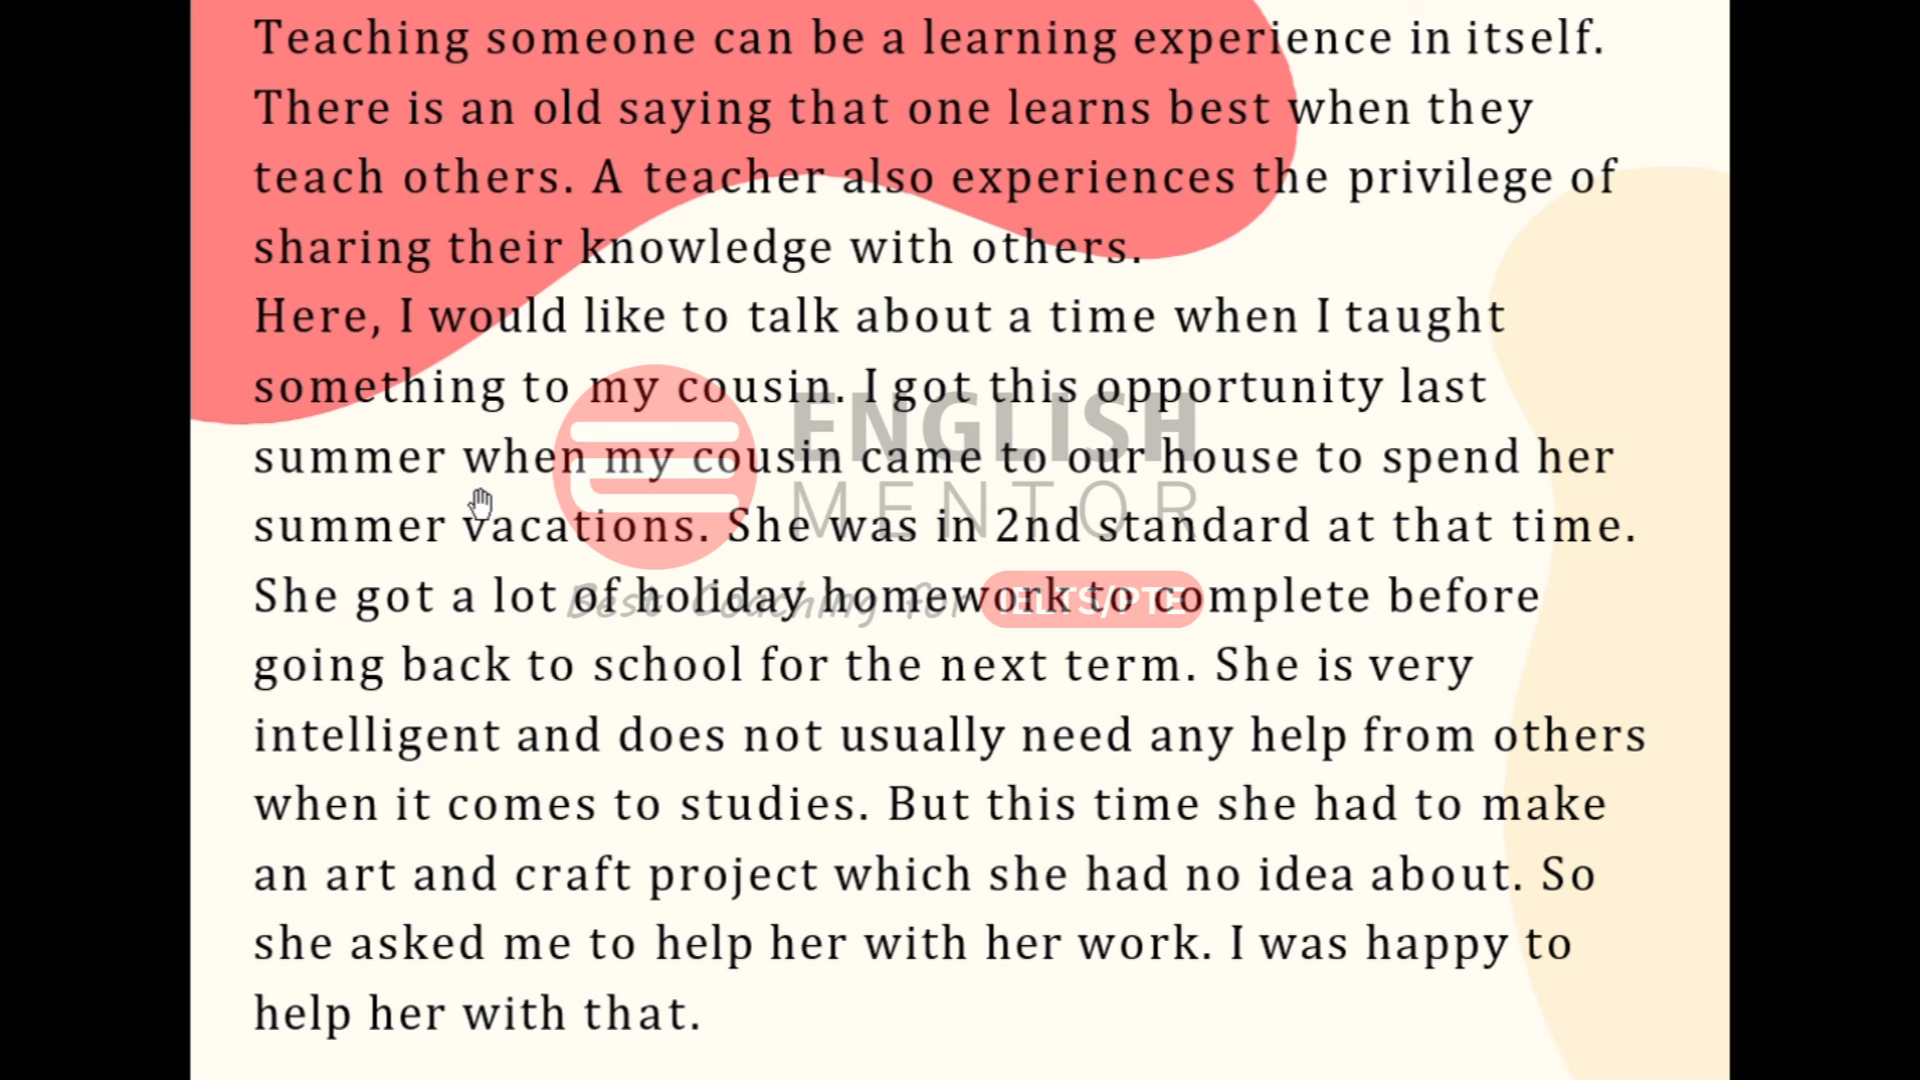 Teaching someone can be a learning experience in itself.
There is an old saying that one learns best when they
teach others. A teacher also experiences the privilege of
sharing their knowledge with others.
Here, I would like to talk about a time when I taught
something to my cousin. I got this opportunity last
summer when my cousin came to our house to spend her
summer vacations. She was in 2nd standard at that time.
She got a lot of holiday homework to complete before
going back to school for the next term. She is very
intelligent and does not usually need any help from others
when it comes to studies. But this time she had to make
an art and craft project which she had no idea about. So
she asked me to help her with her work. I was happy to
help her with that.
ENGLISH
MENTOR
Best Coaching for IELTS/PTE